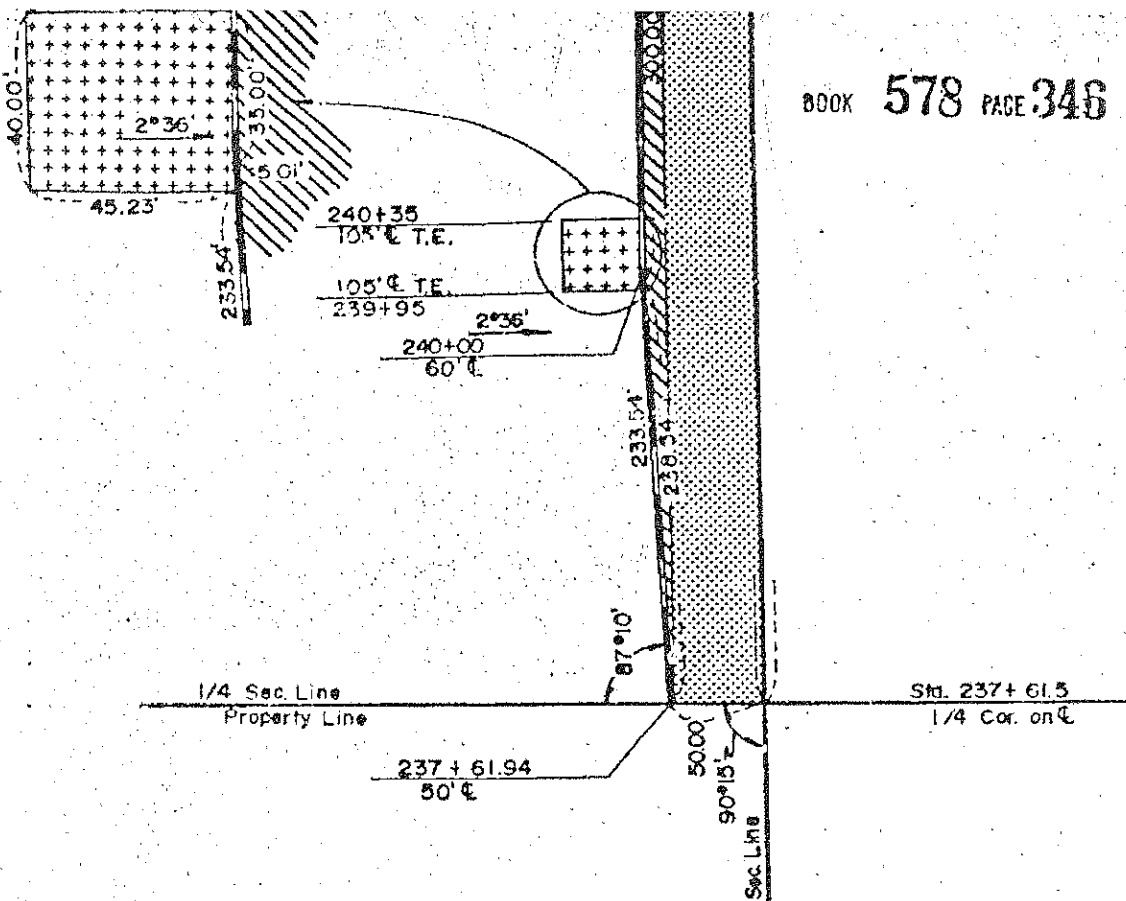 BOOK 578 PAGE 346
40.00'
2°36'
35.00'
5.01'
45.23'
233.54'
300.00
240+35
105' ℄ T.E.
105' ℄ T.E.
239+95
2°36'
240+00
60' ℄
233.54'
238.34
87°10'
1/4 Sec. Line
Property Line
Sta. 237+61.5
1/4 Cor. on ℄
50.00'
90°15'
237+61.94
50' ℄
Sec. Line